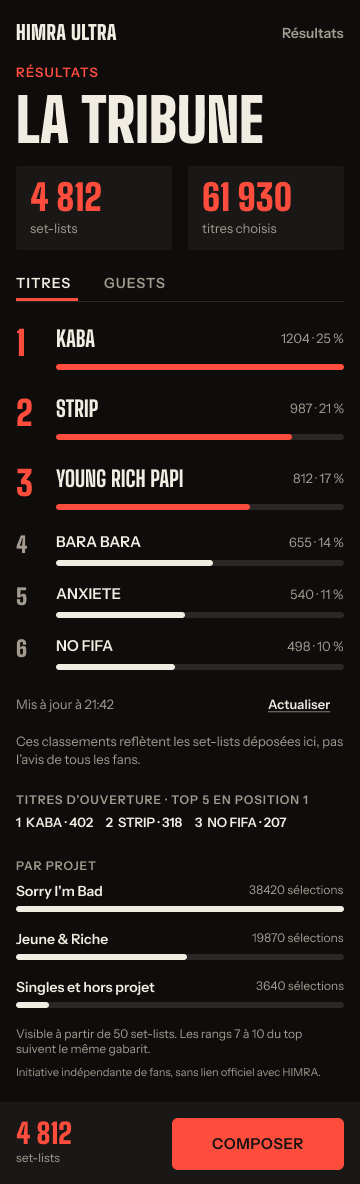 HIMRA ULTRA
Résultats
RÉSULTATS
LA TRIBUNE
4 812
set-lists
61 930
titres choisis
TITRES
GUESTS
1 KABA 1204 · 25 %
2 STRIP 987 · 21 %
3 YOUNG RICH PAPI 812 · 17 %
4 BARA BARA 655 · 14 %
5 ANXIETE 540 · 11 %
6 NO FIFA 498 · 10 %
Mis à jour à 21:42
Actualiser
Ces classements reflètent les set-lists déposées ici, pas
l'avis de tous les fans.
TITRES D'OUVERTURE · TOP 5 EN POSITION 1
1 KABA · 402 2 STRIP · 318 3 NO FIFA · 207
PAR PROJET
Sorry I'm Bad 38420 sélections
Jeune & Riche 19870 sélections
Singles et hors projet 3640 sélections
Visible à partir de 50 set-lists. Les rangs 7 à 10 du top
suivent le même gabarit.
Initiative indépendante de fans, sans lien officiel avec HIMRA.
4 812
set-lists
COMPOSER